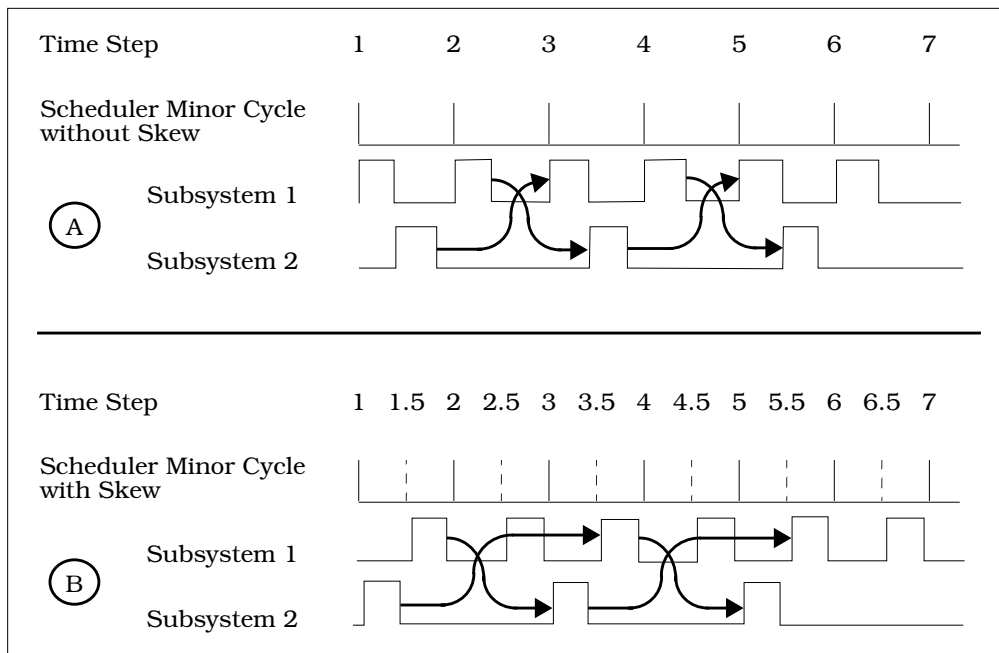 Time Step 1 2 3 4 5 6 7
Scheduler Minor Cycle
without Skew
Subsystem 1
A
Subsystem 2
Time Step 1 1.5 2 2.5 3 3.5 4 4.5 5 5.5 6 6.5 7
Scheduler Minor Cycle
with Skew
Subsystem 1
B
Subsystem 2